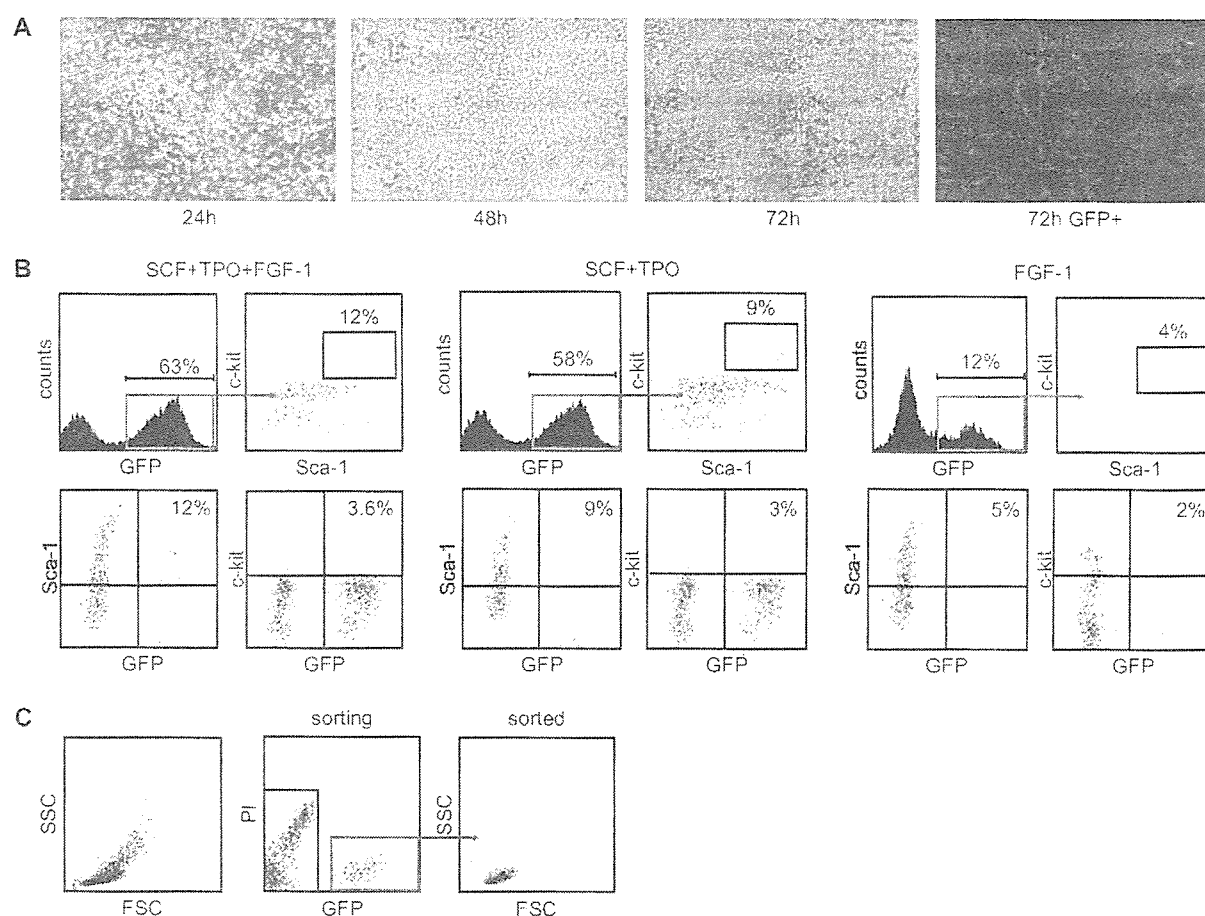 A
24h 48h 72h 72h GFP+
B
SCF+TPO+FGF-1 SCF+TPO FGF-1
counts 63% GFP c-kit 12% Sca-1
counts 58% GFP c-kit 9% Sca-1
counts 12% GFP c-kit 4% Sca-1
Sca-1 12% GFP c-kit 3.6% GFP
Sca-1 9% GFP c-kit 3% GFP
Sca-1 5% GFP c-kit 2% GFP
C
sorting sorted
SSC FSC
PI GFP
SSC FSC